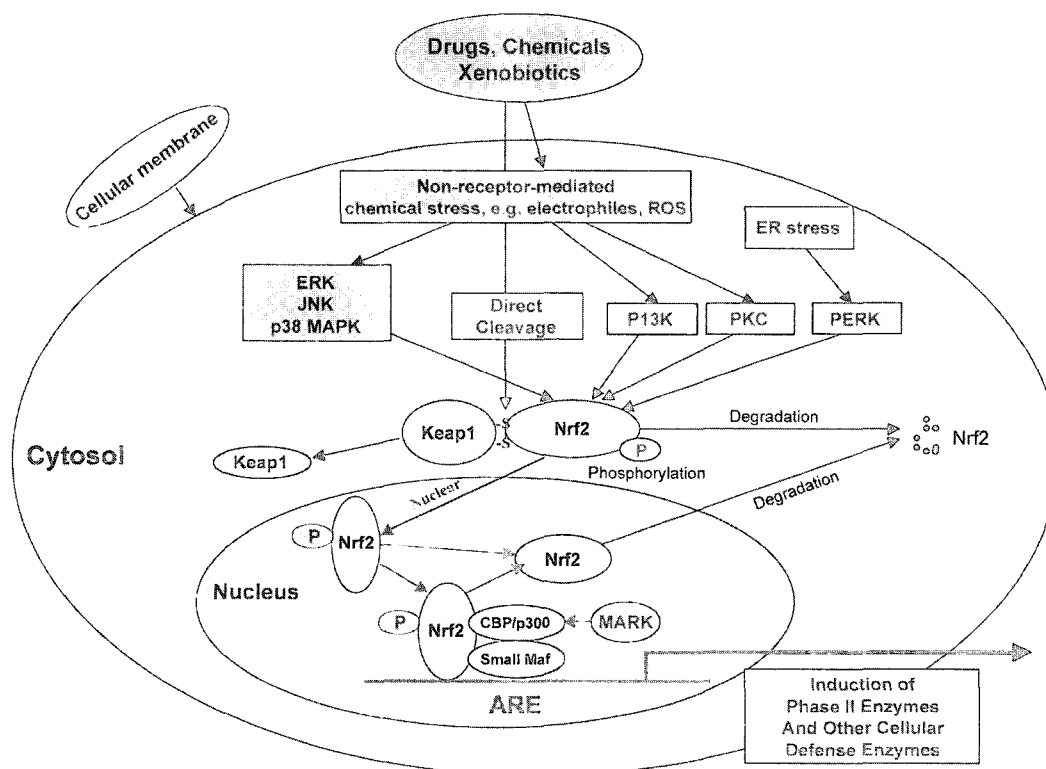 Drugs, Chemicals
Xenobiotics
Cellular membrane
Non-receptor-mediated
chemical stress, e.g. electrophiles, ROS
ER stress
ERK
JNK
p38 MAPK
Direct
Cleavage
P13K
PKC
PERK
Keap1
-S
-S
Nrf2
P
Phosphorylation
Degradation
Nrf2
Cytosol
Keap1
Nuclear
Degradation
P
Nrf2
Nrf2
Nucleus
P
Nrf2
CBP/p300
MARK
Small Maf
ARE
Induction of
Phase II Enzymes
And Other Cellular
Defense Enzymes